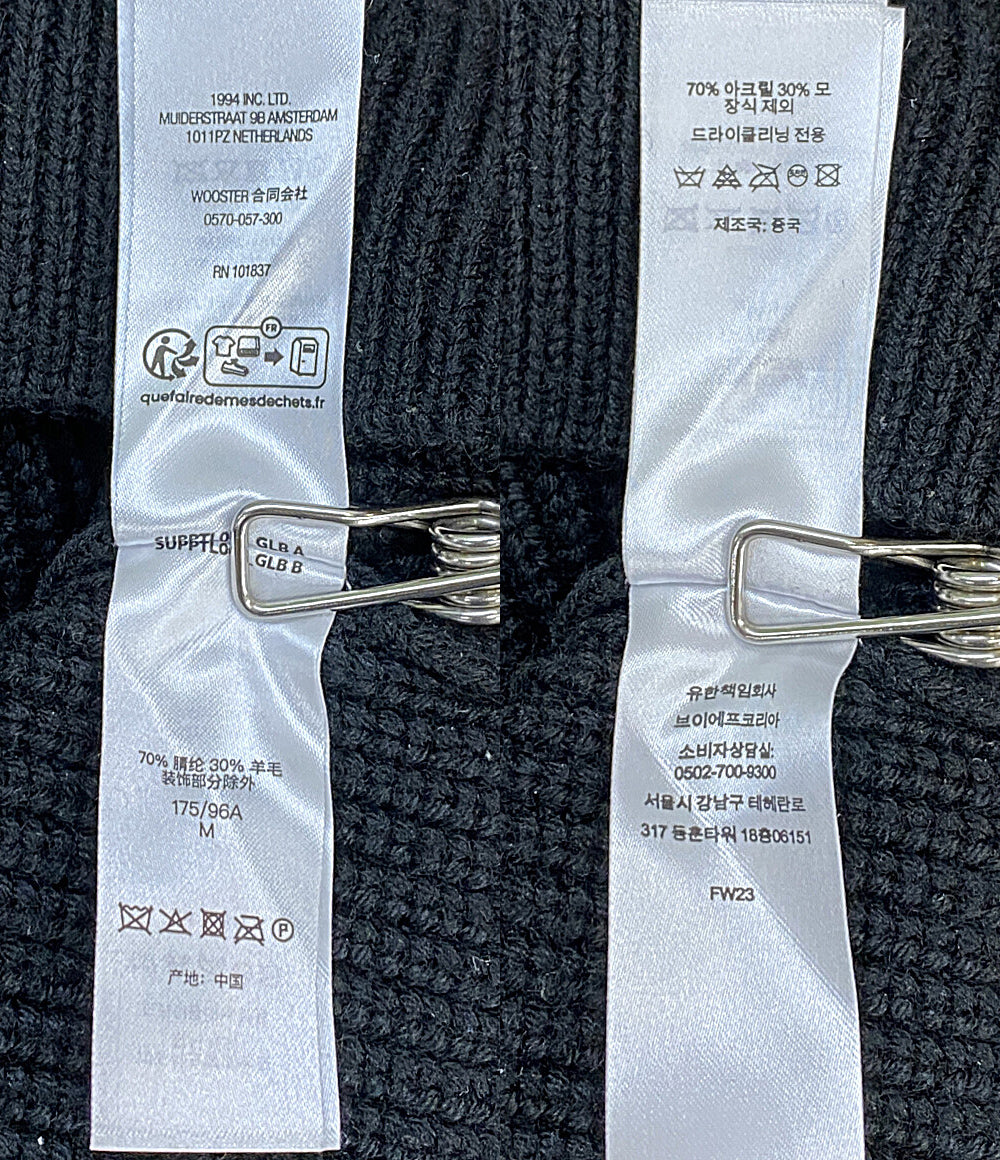 1994 INC. LTD.
MUIDERSTRAAT 9B AMSTERDAM
1011PZ NETHERLANDS
WOOSTER 合同会社
0570-057-300
RN 101837
FR
quefairedemesdechets.fr
GLB A
GLB B
70% 腈纶 30% 羊毛
装饰部分除外
175/96A
M
P
产地: 中国
70% 아크릴 30% 모
장식 제의
드라이클리닝 전용
제조국: 중국
유한책임회사
브이에프코리아
소비자상담실:
0502-700-9300
서울시 강남구 테헤란로
317 동훈타워 18층06151
FW23